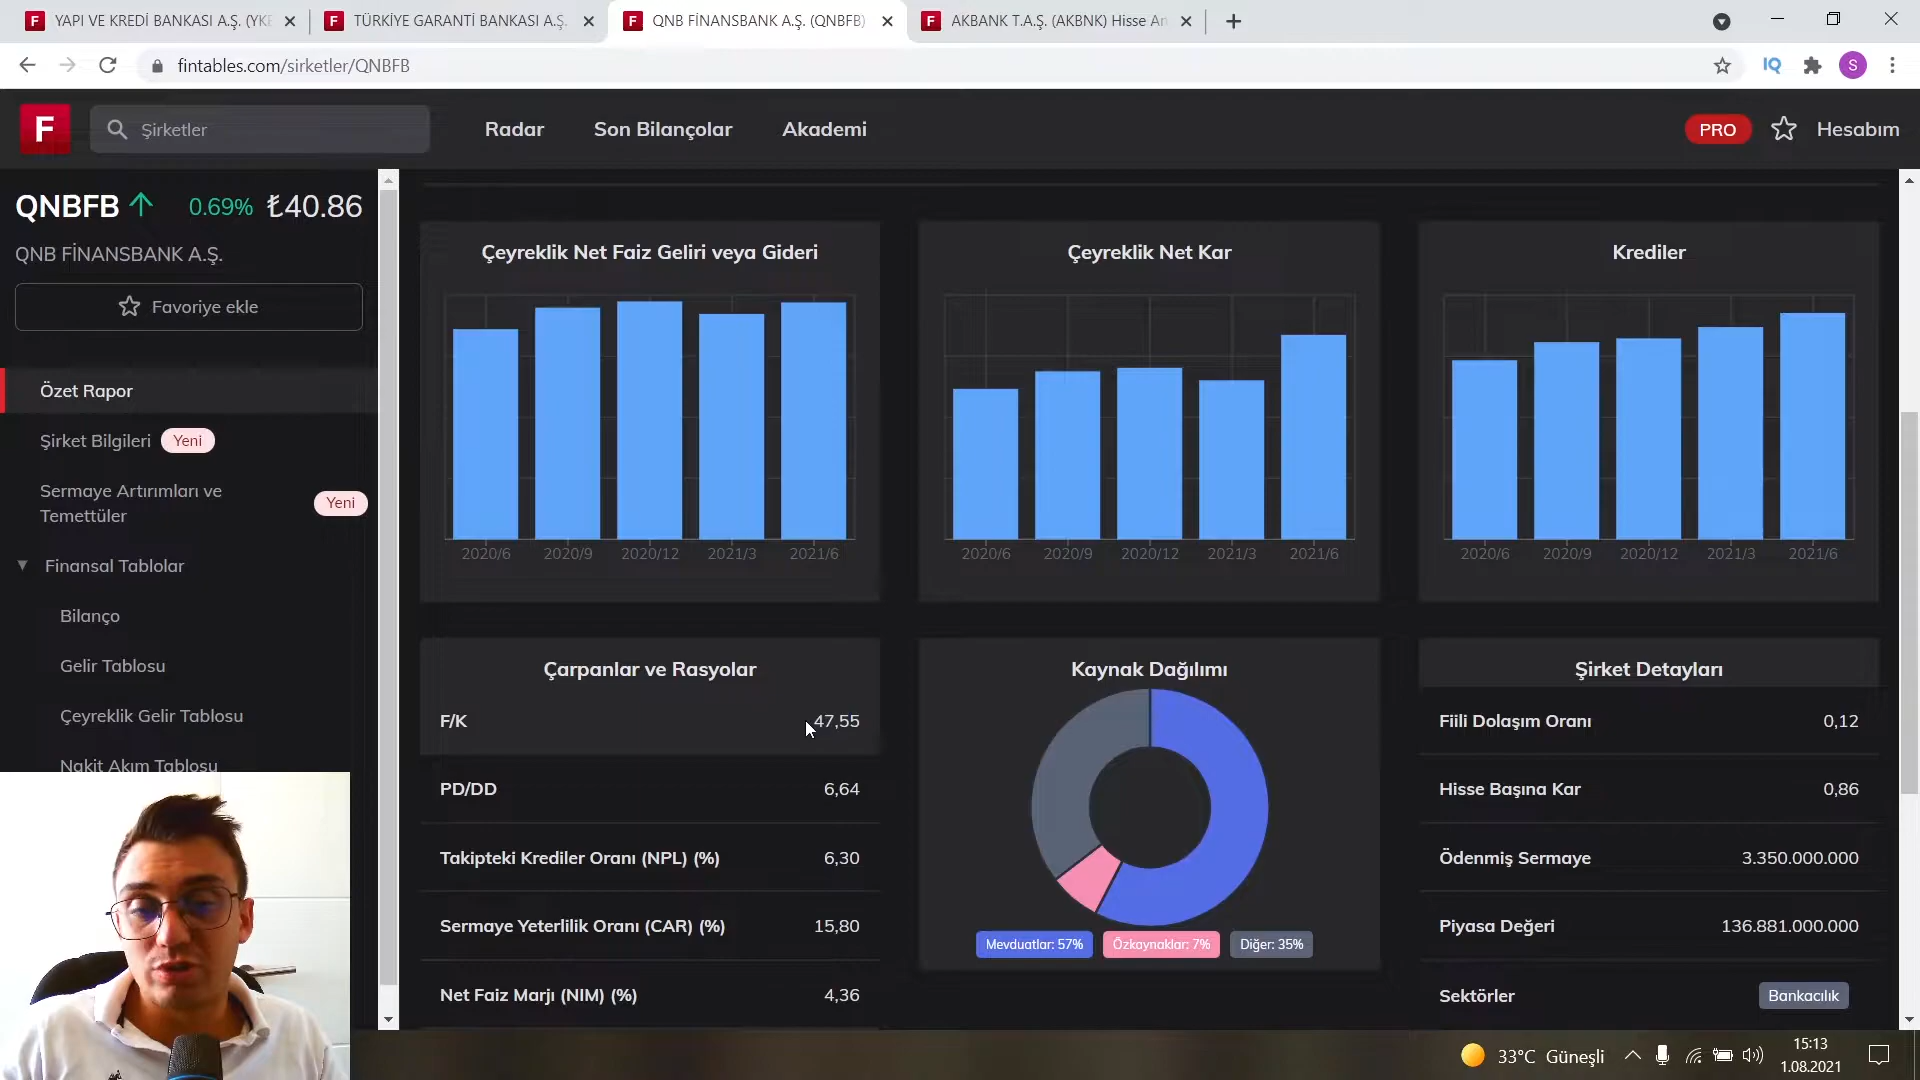 YAPI VE KREDİ BANKASI A.Ş. (YKE
TÜRKİYE GARANTİ BANKASI A.Ş.
QNB FİNANSBANK A.Ş. (QNBFB)
AKBANK T.A.Ş. (AKBNK) Hisse An
fintables.com/sirketler/QNBFB
IQ
S
F
Şirketler
Radar
Son Bilançolar
Akademi
PRO
Hesabım
QNBFB
0.69%
₺40.86
QNB FİNANSBANK A.Ş.
Favoriye ekle
Özet Rapor
Şirket Bilgileri Yeni
Sermaye Artırımları ve
Temettüler
Yeni
Finansal Tablolar
Bilanço
Gelir Tablosu
Çeyreklik Gelir Tablosu
Nakit Akım Tablosu
Çeyreklik Net Faiz Geliri veya Gideri
2020/6 2020/9 2020/12 2021/3 2021/6
Çeyreklik Net Kar
2020/6 2020/9 2020/12 2021/3 2021/6
Krediler
2020/6 2020/9 2020/12 2021/3 2021/6
Çarpanlar ve Rasyolar
F/K 47,55
PD/DD 6,64
Takipteki Krediler Oranı (NPL) (%) 6,30
Sermaye Yeterlilik Oranı (CAR) (%) 15,80
Net Faiz Marjı (NIM) (%) 4,36
Kaynak Dağılımı
Mevduatlar: 57% Özkaynaklar: 7% Diğer: 35%
Şirket Detayları
Fiili Dolaşım Oranı 0,12
Hisse Başına Kar 0,86
Ödenmiş Sermaye 3.350.000.000
Piyasa Değeri 136.881.000.000
Sektörler Bankacılık
33°C Güneşli
15:13
1.08.2021